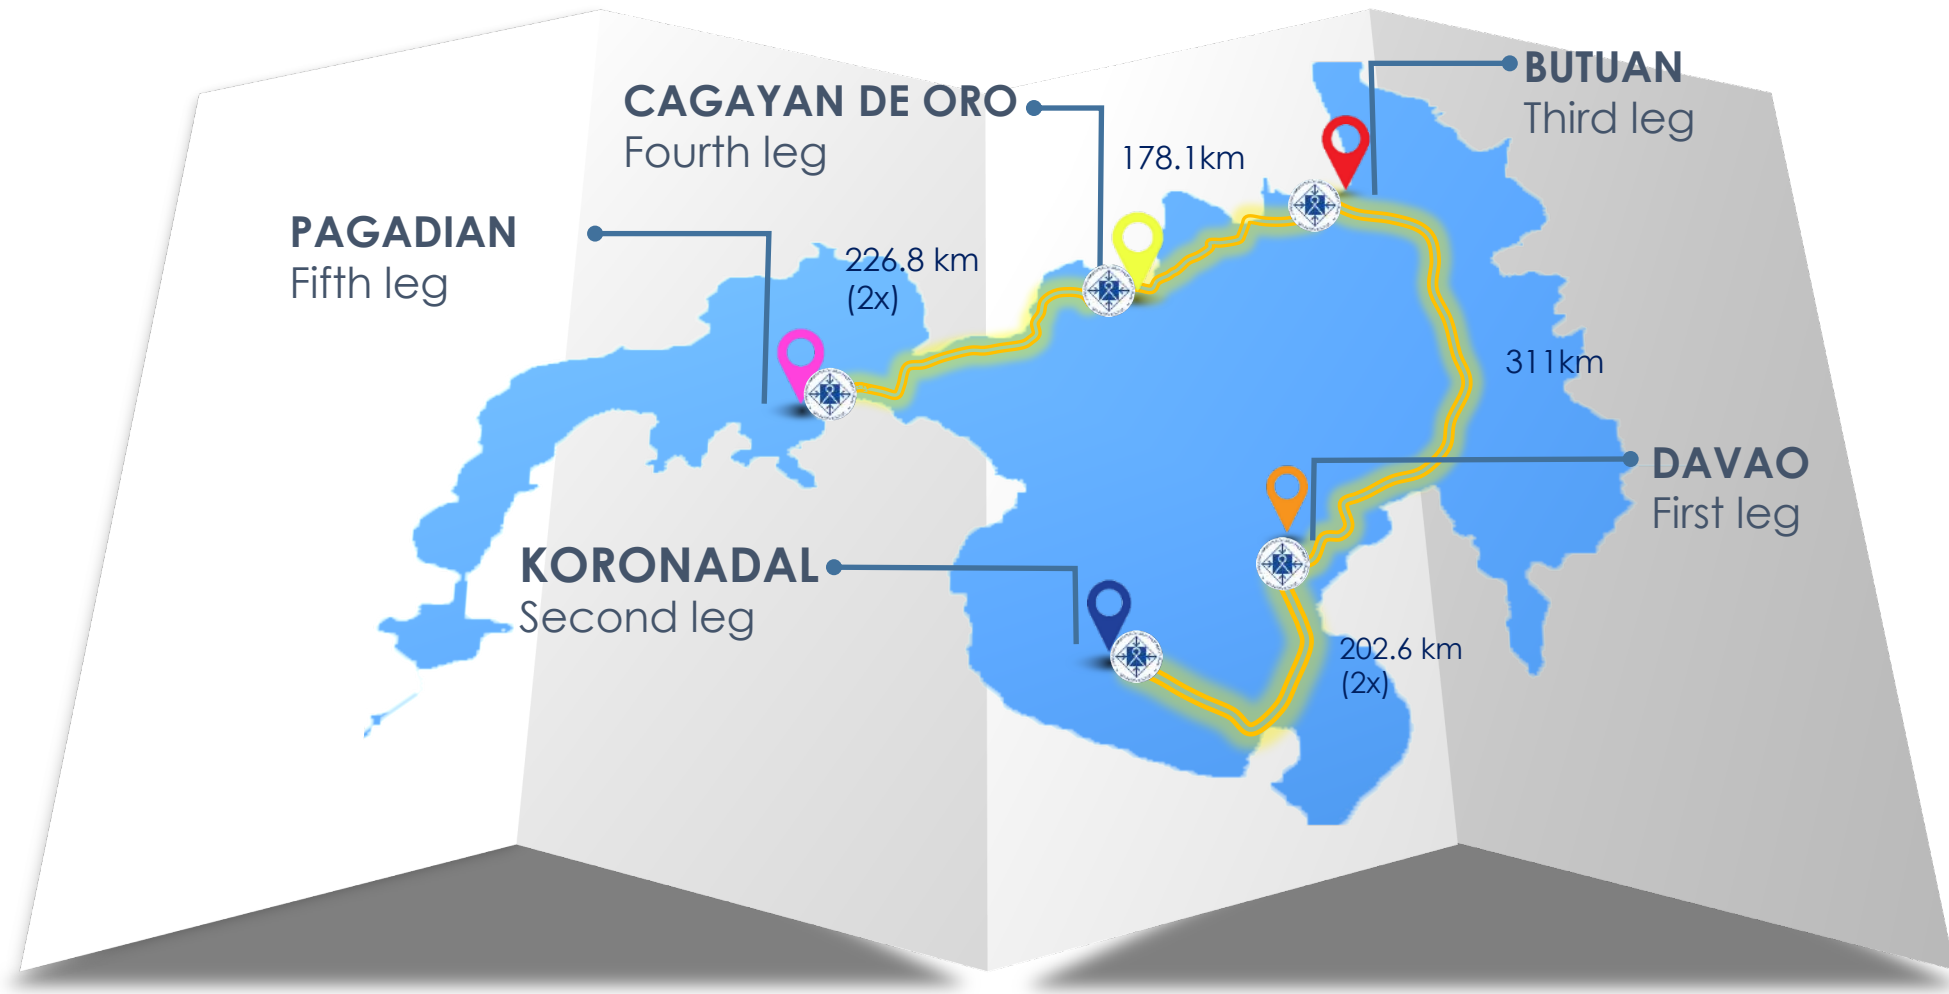 BUTUAN
Third leg
CAGAYAN DE ORO
Fourth leg
178.1km
PAGADIAN
Fifth leg
226.8 km
(2x)
311km
DAVAO
First leg
KORONADAL
Second leg
202.6 km
(2x)